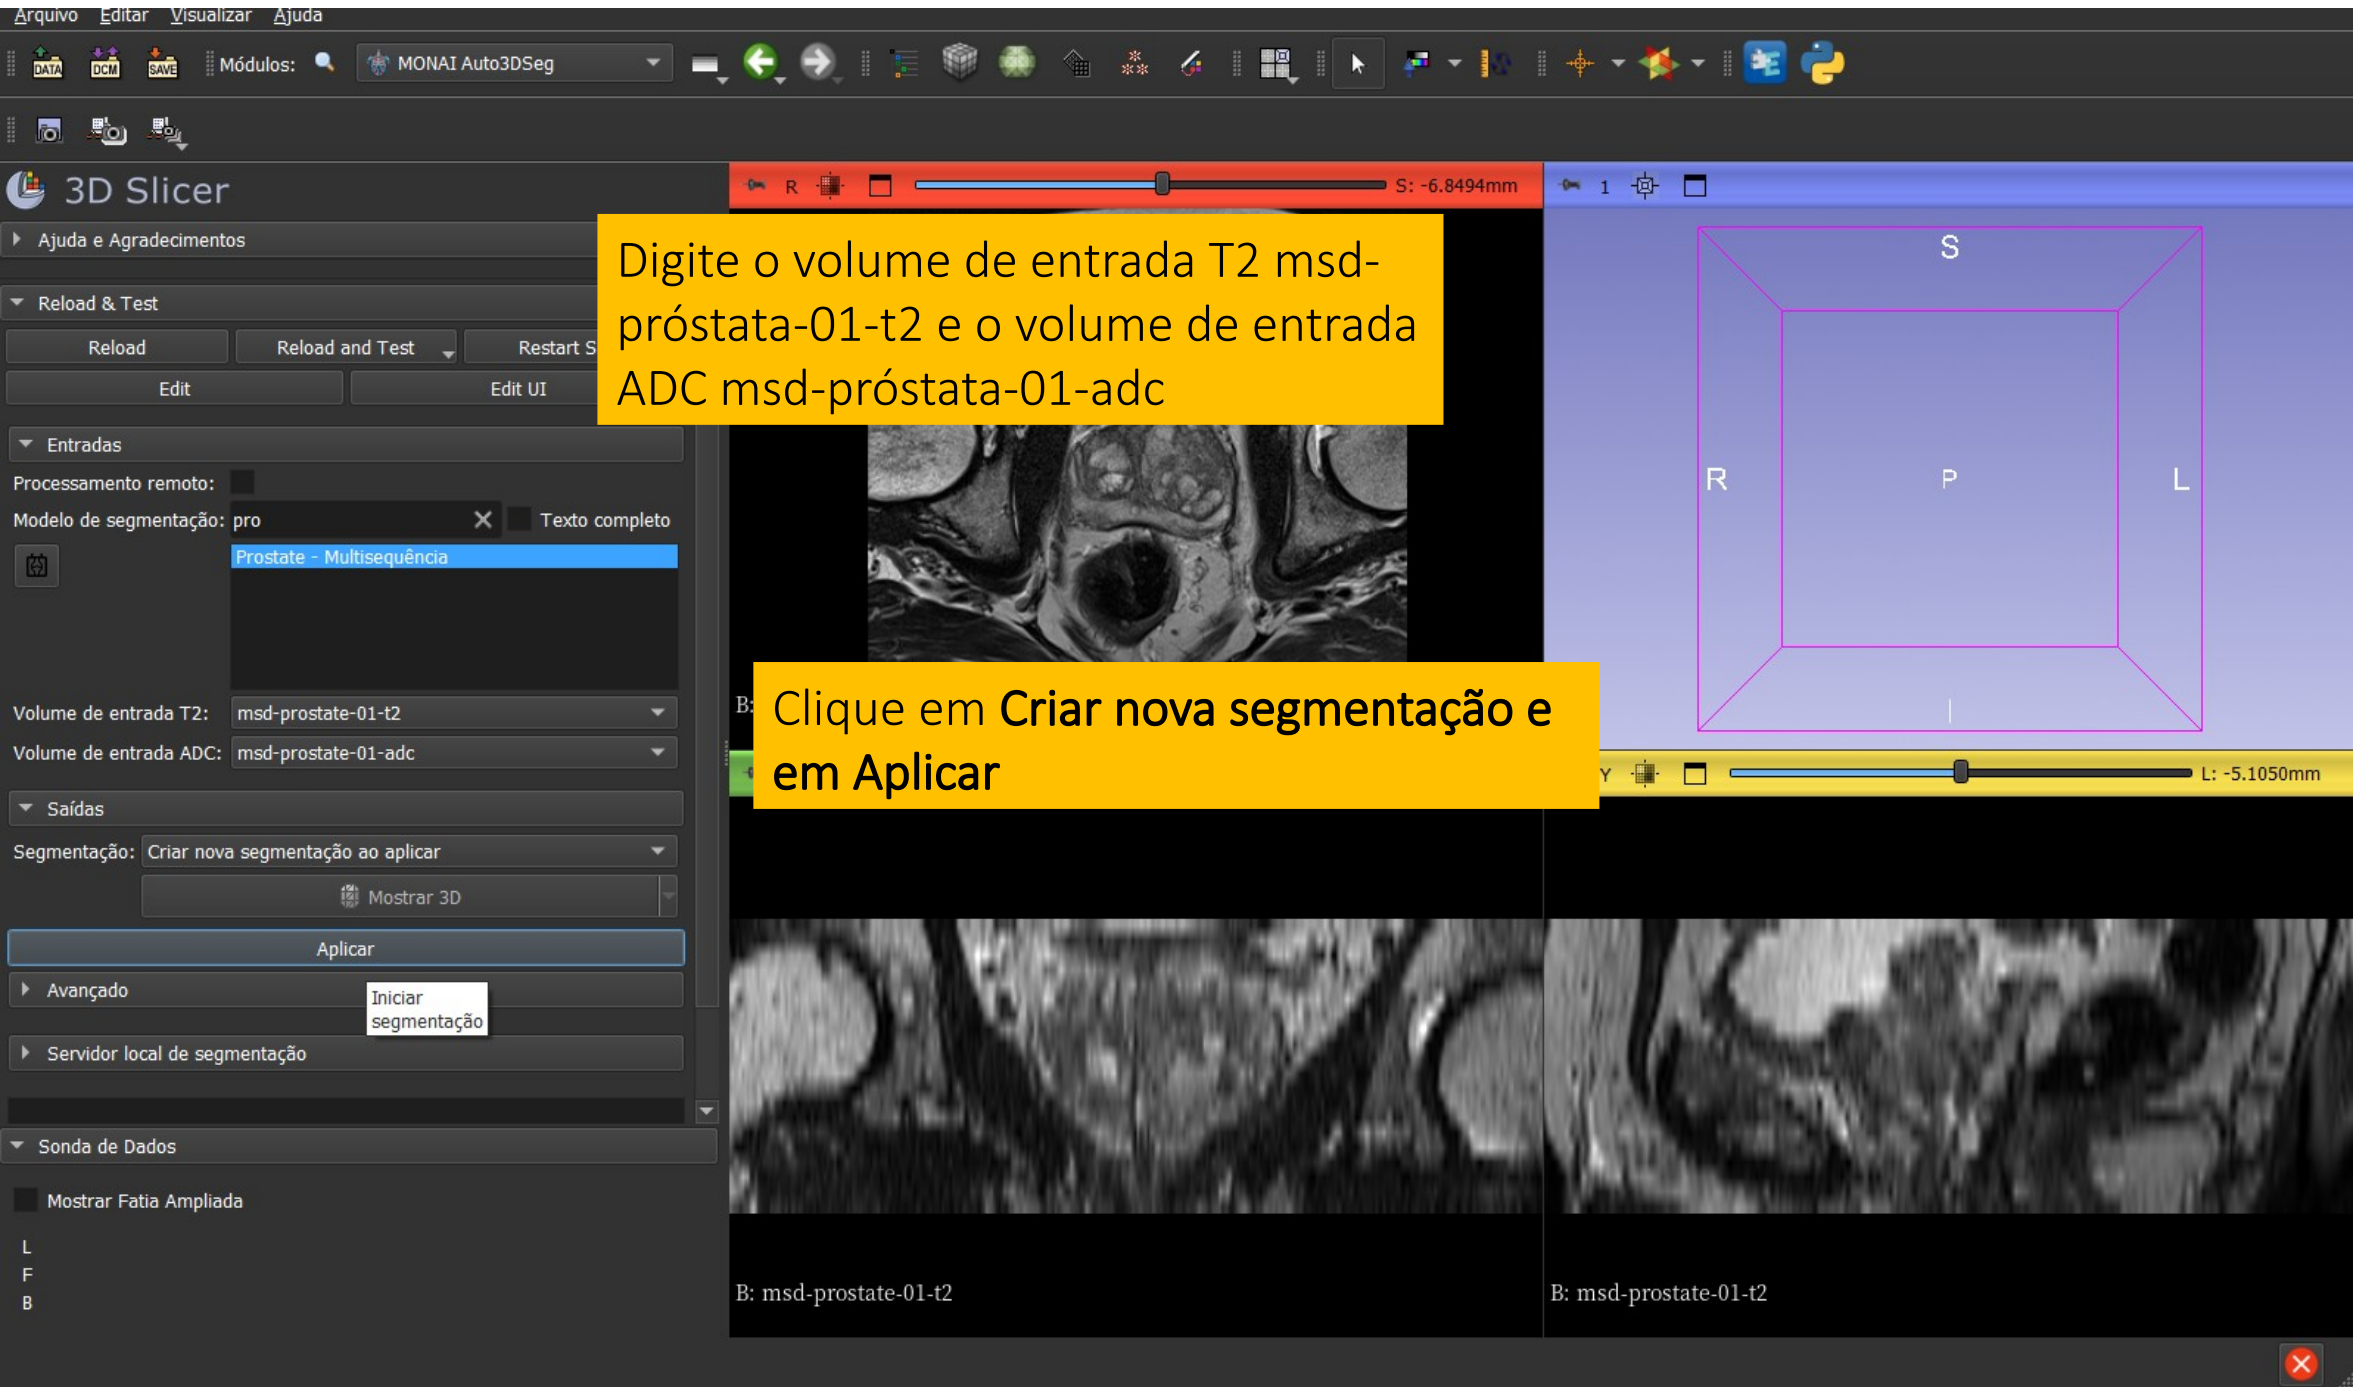 Arquivo Editar Visualizar Ajuda
DATA DCM SAVE Módulos: MONAI Auto3DSeg
3D Slicer
R S: -6.8494mm
1
Ajuda e Agradecimentos
Digite o volume de entrada T2 msd-
próstata-01-t2 e o volume de entrada
ADC msd-próstata-01-adc
Reload & Test
Reload Reload and Test Restart S
Edit Edit UI
Entradas
Processamento remoto:
Modelo de segmentação: pro Texto completo
Prostate - Multisequência
S
R P L
I
Volume de entrada T2: msd-prostate-01-t2
Volume de entrada ADC: msd-prostate-01-adc
B:
Clique em Criar nova segmentação e
em Aplicar
Y L: -5.1050mm
Saídas
Segmentação: Criar nova segmentação ao aplicar
Mostrar 3D
Aplicar
Avançado
Iniciar
segmentação
Servidor local de segmentação
Sonda de Dados
Mostrar Fatia Ampliada
L
F
B
B: msd-prostate-01-t2
B: msd-prostate-01-t2